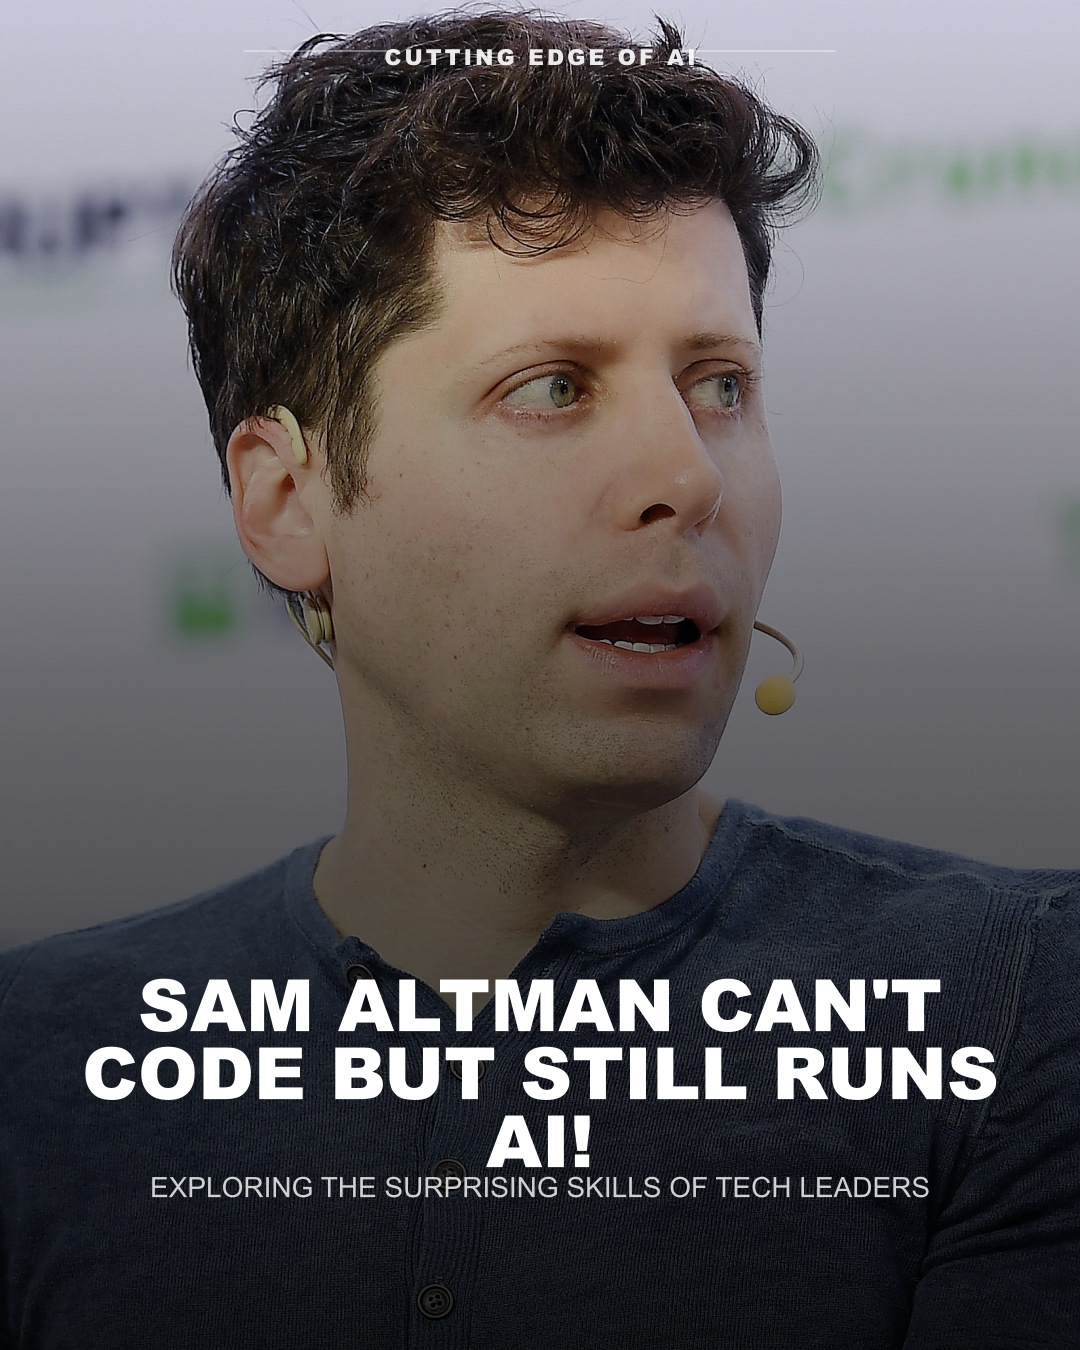 CUTTING EDGE OF AI
SAM ALTMAN CAN'T
CODE BUT STILL RUNS
AI!
EXPLORING THE SURPRISING SKILLS OF TECH LEADERS